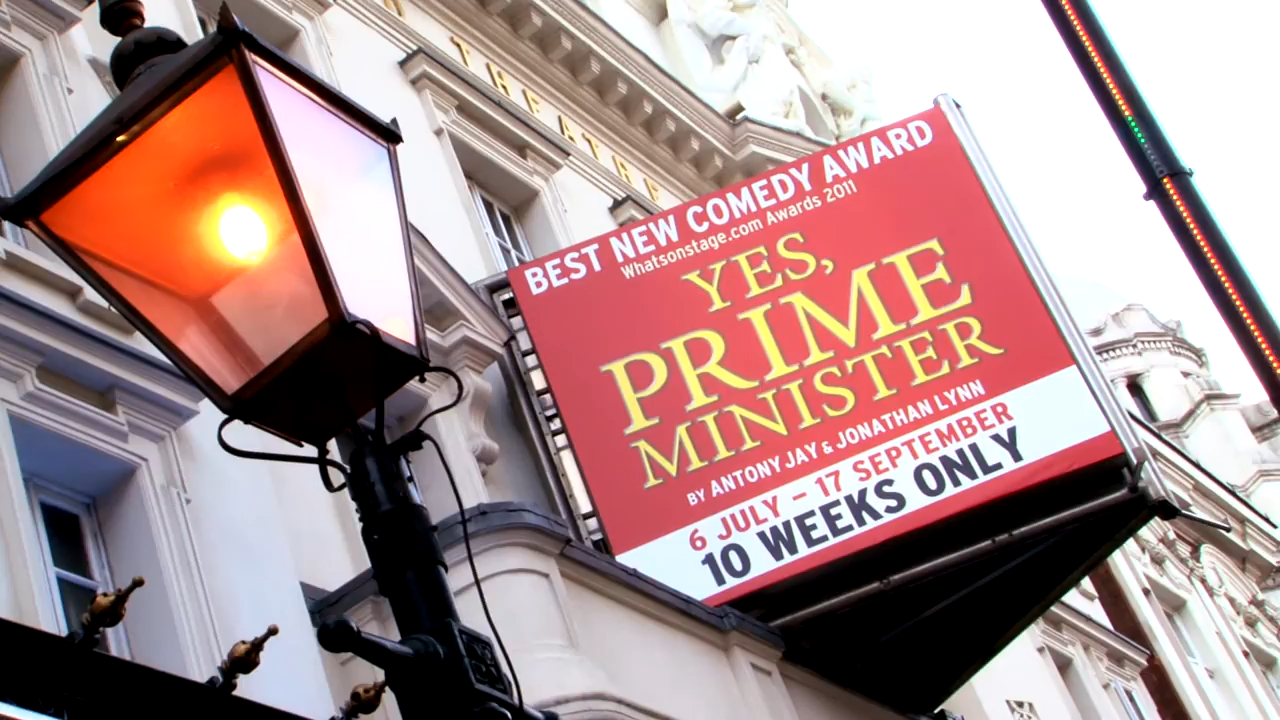 THEATRE
BEST NEW COMEDY AWARD
Whatsonstage.com Awards 2011
YES,
PRIME
MINISTER
BY ANTONY JAY & JONATHAN LYNN
6 JULY – 17 SEPTEMBER
10 WEEKS ONLY